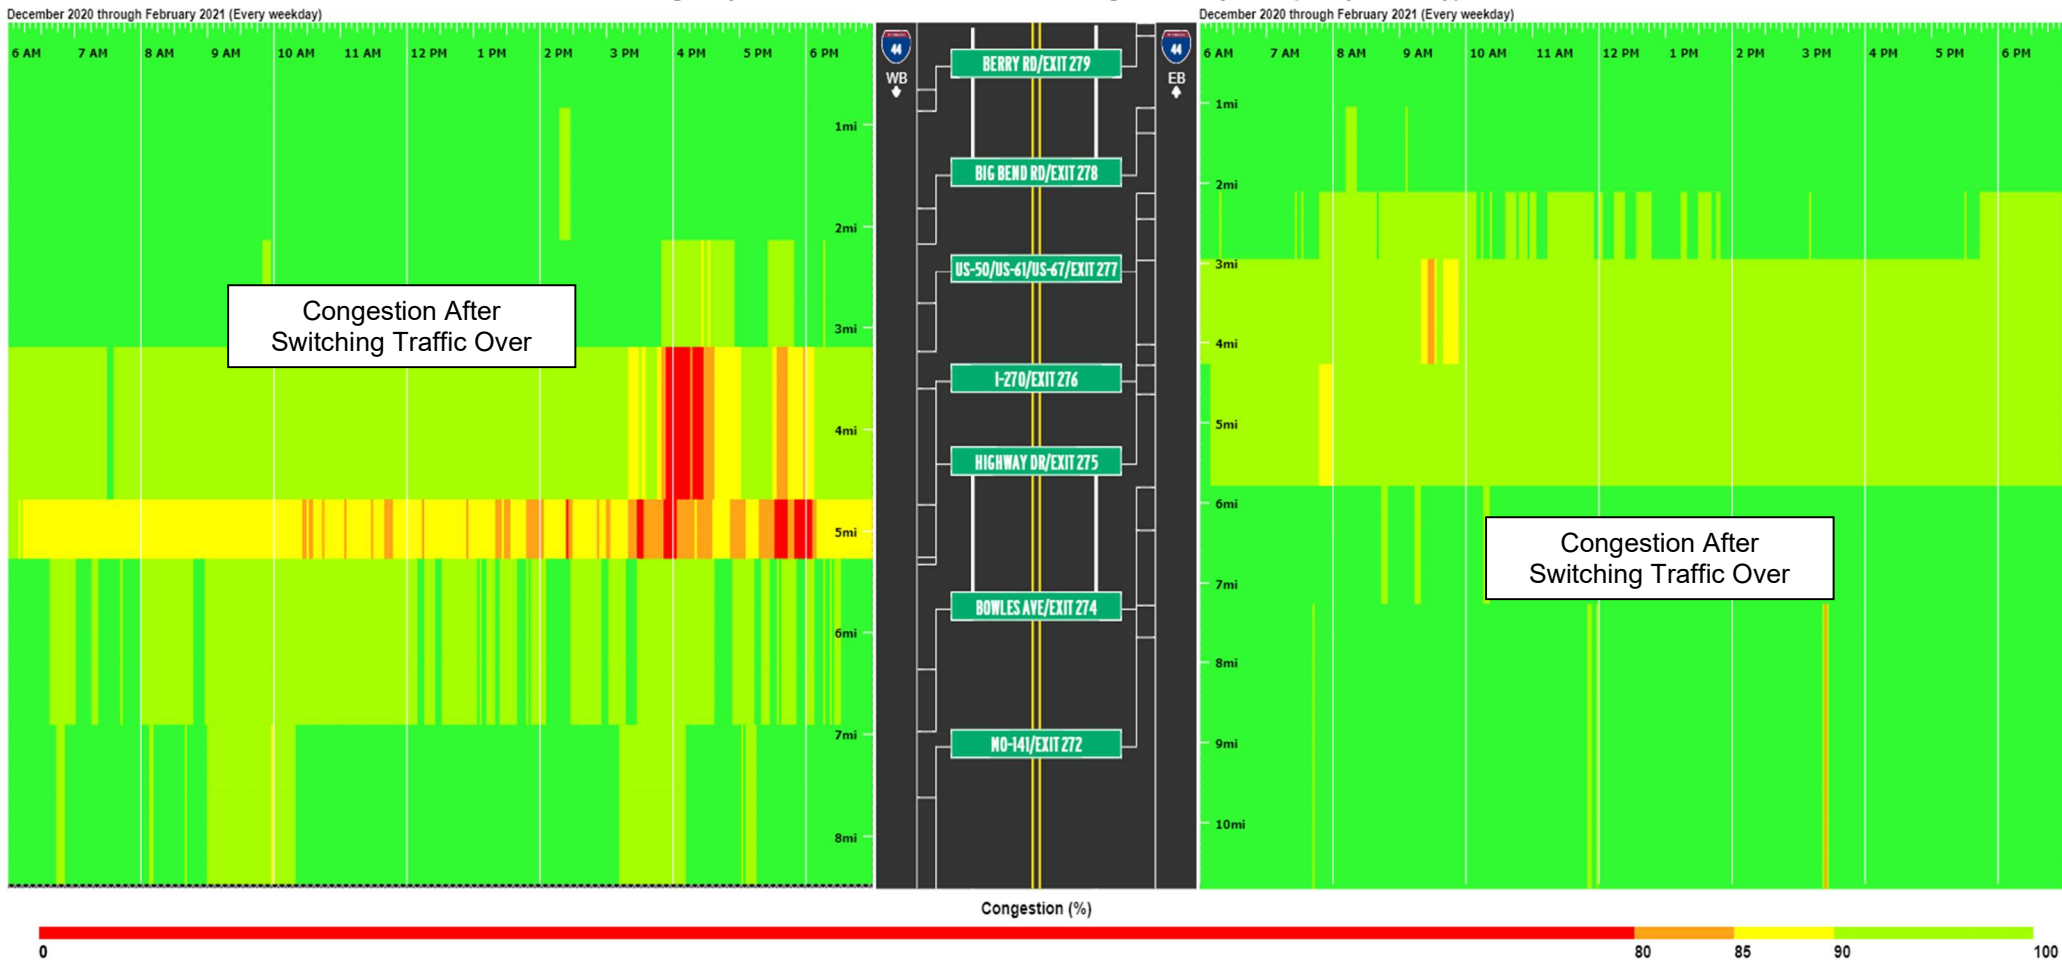 December 2020 through February 2021 (Every weekday)
6 AM 7 AM 8 AM 9 AM 10 AM 11 AM 12 PM 1 PM 2 PM 3 PM 4 PM 5 PM 6 PM
1mi
2mi
3mi
4mi
5mi
6mi
7mi
8mi
Congestion After
Switching Traffic Over
44
WB
44
EB
BERRY RD/EXIT 279
BIG BEND RD/EXIT 278
US-50/US-61/US-67/EXIT 277
I-270/EXIT 276
HIGHWAY DR/EXIT 275
BOWLES AVE/EXIT 274
MO-141/EXIT 272
December 2020 through February 2021 (Every weekday)
6 AM 7 AM 8 AM 9 AM 10 AM 11 AM 12 PM 1 PM 2 PM 3 PM 4 PM 5 PM 6 PM
1mi
2mi
3mi
4mi
5mi
6mi
7mi
8mi
9mi
10mi
Congestion After
Switching Traffic Over
Congestion (%)
0 80 85 90 100